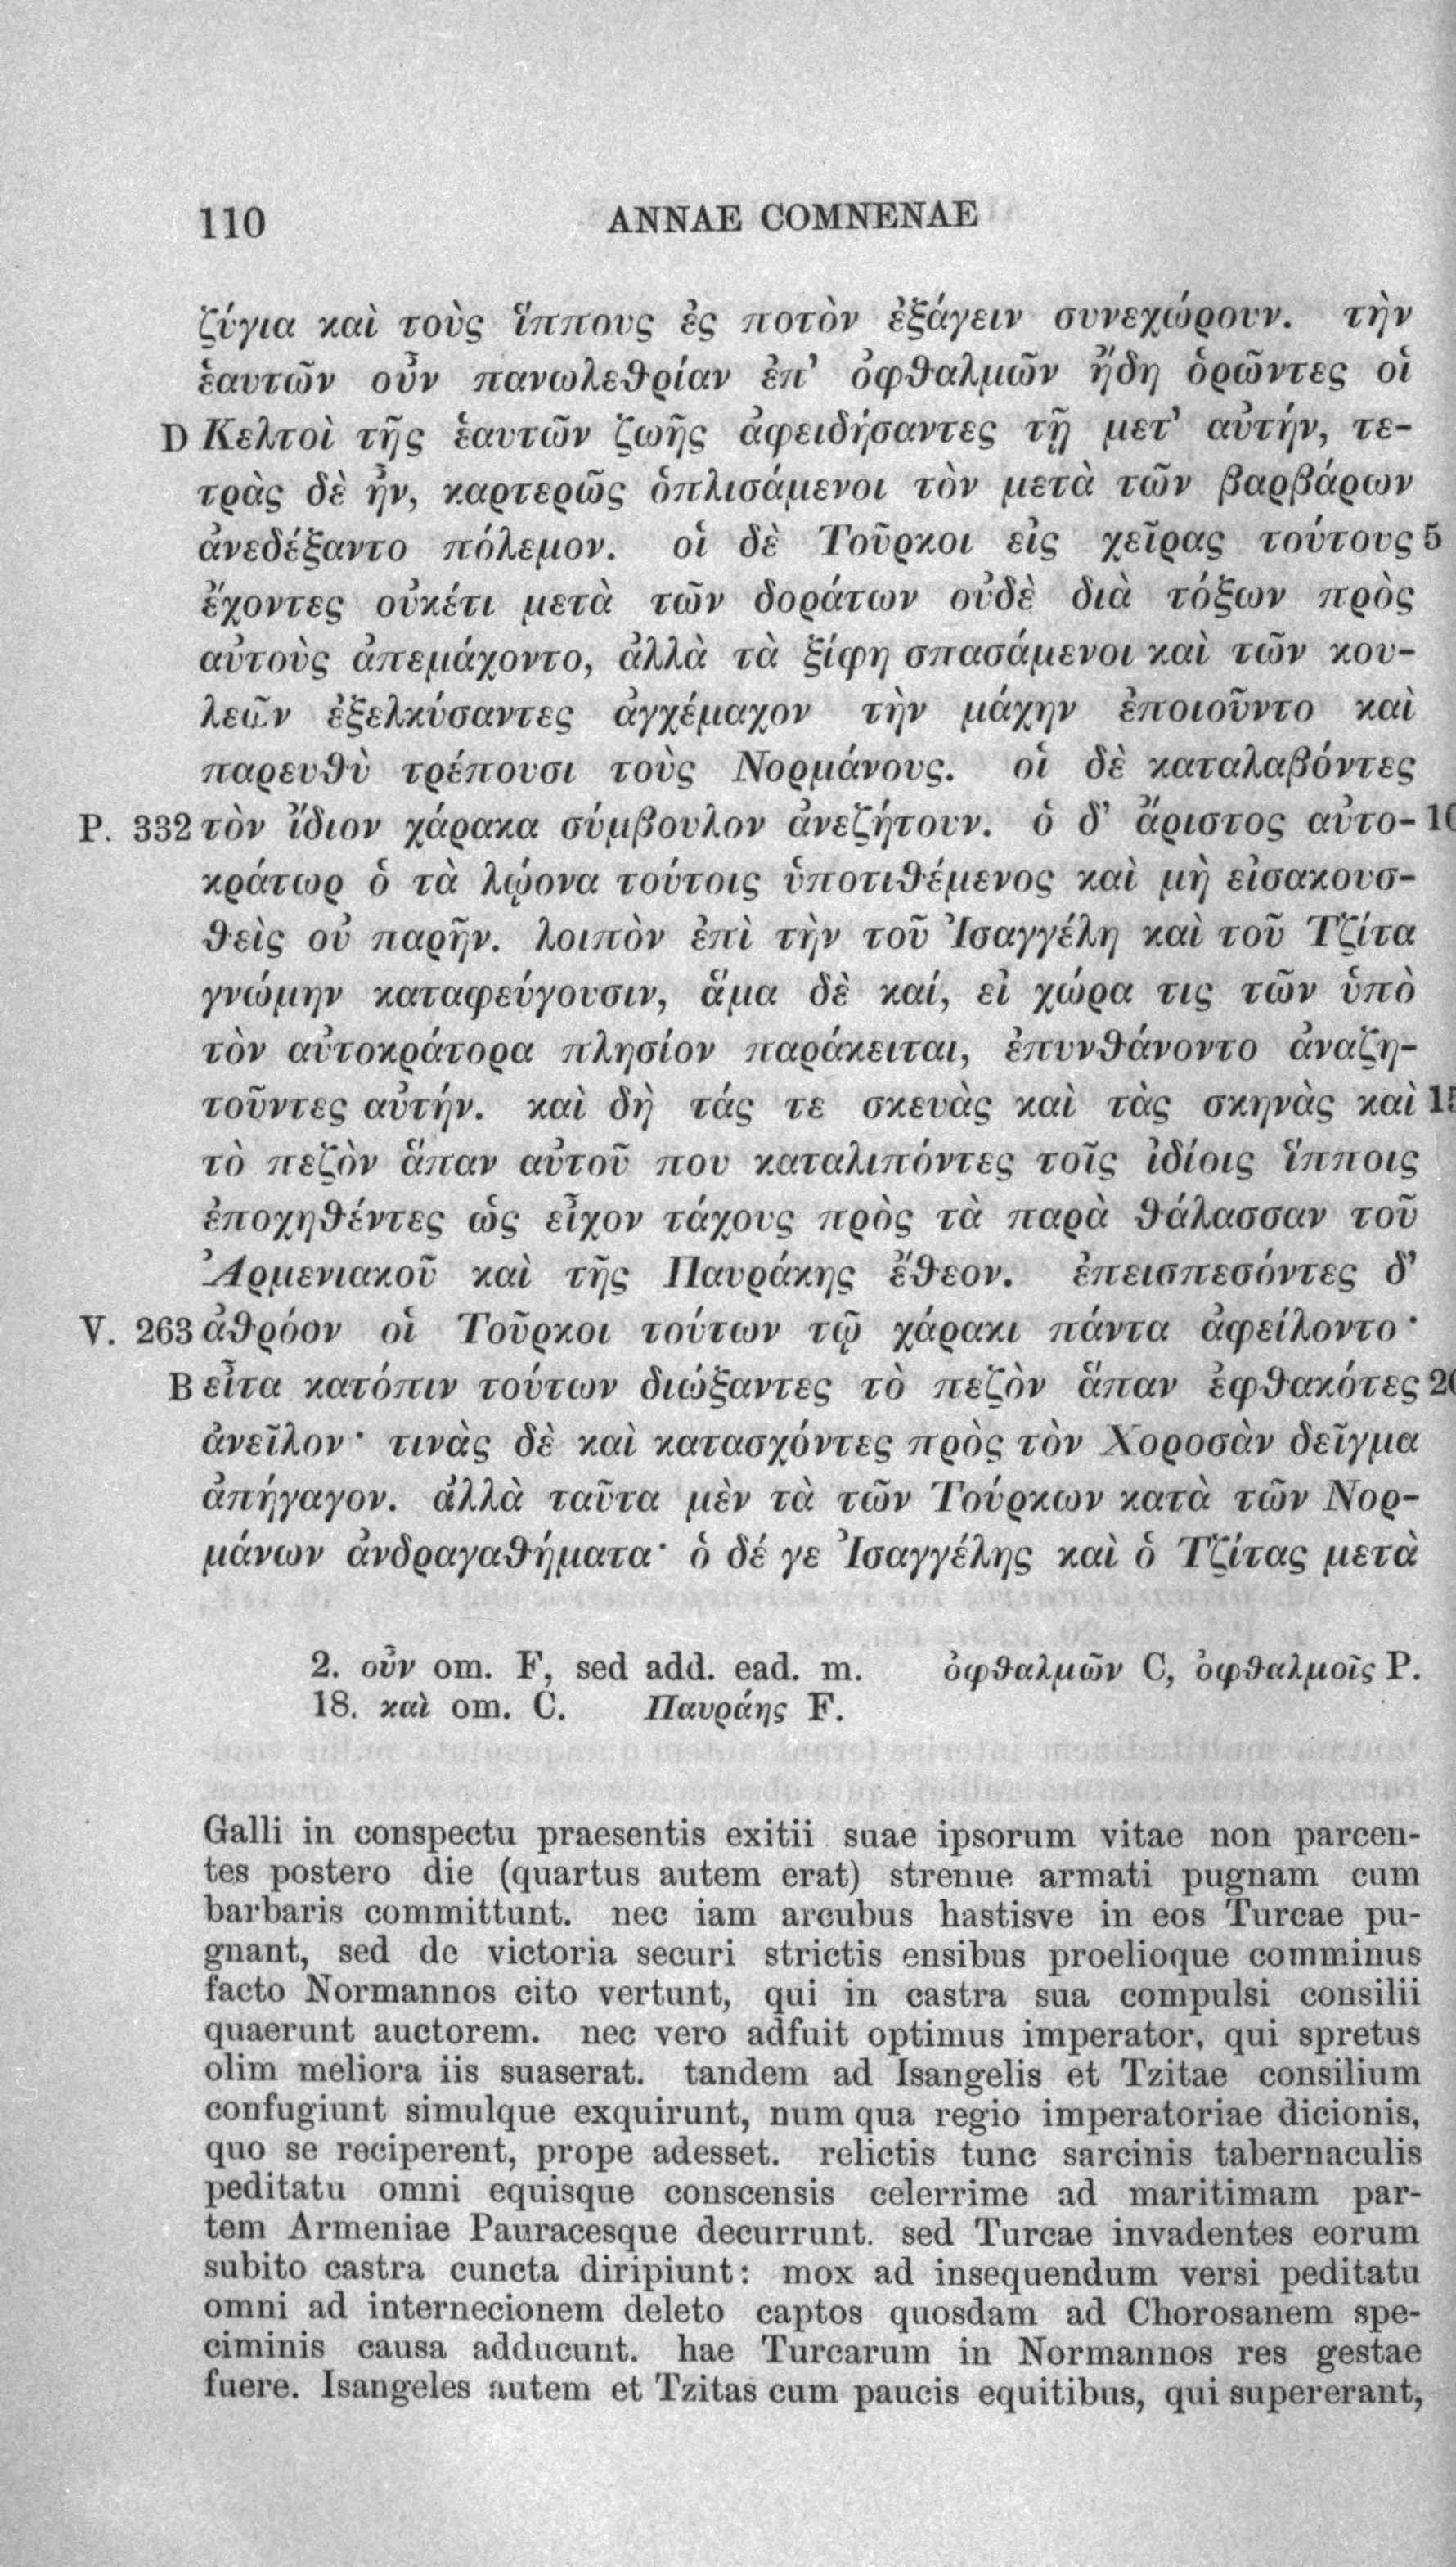 110 ANNAE COMNENAE
ζύγια καὶ τοὺς ἵππους ἐς ποτὸν ἐξάγειν συνεχώρουν. τὴν
ἑαυτῶν οὖν πανωλεθρίαν ἐπ' ὀφθαλμῶν ἤδη ὁρῶντες οἱ
D Κελτοὶ τῆς ἑαυτῶν ζωῆς ἀφειδήσαντες τῇ μετ' αὐτήν, τε-
τρὰς δὲ ἦν, καρτερῶς ὁπλισάμενοι τὸν μετὰ τῶν βαρβάρων
ἀνεδέξαντο πόλεμον. οἱ δὲ Τοῦρκοι εἰς χεῖρας τούτους 5
ἔχοντες οὐκέτι μετὰ τῶν δοράτων οὐδὲ διὰ τόξων πρὸς
αὐτοὺς ἀπεμάχοντο, ἀλλὰ τὰ ξίφη σπασάμενοι καὶ τῶν κου-
λεῶν ἐξελκύσαντες ἀγχέμαχον τὴν μάχην ἐποιοῦντο καὶ
παρευθὺ τρέπουσι τοὺς Νορμάνους. οἱ δὲ καταλαβόντες
P. 332 τὸν ἴδιον χάρακα σύμβουλον ἀνεζήτουν. ὁ δ' ἄριστος αὐτο- 10
κράτωρ ὁ τὰ λῴονα τούτοις ὑποτιθέμενος καὶ μὴ εἰσακουσ-
θεὶς οὐ παρῆν. λοιπὸν ἐπὶ τὴν τοῦ Ἰσαγγέλη καὶ τοῦ Τζίτα
γνώμην καταφεύγουσιν, ἅμα δὲ καί, εἰ χώρα τις τῶν ὑπὸ
τὸν αὐτοκράτορα πλησίον παράκειται, ἐπυνθάνοντο ἀναζη-
τοῦντες αὐτήν. καὶ δὴ τάς τε σκευὰς καὶ τὰς σκηνὰς καὶ 15
τὸ πεζὸν ἅπαν αὐτοῦ που καταλιπόντες τοῖς ἰδίοις ἵπποις
ἐποχηθέντες ὡς εἶχον τάχους πρὸς τὰ παρὰ θάλασσαν τοῦ
Ἀρμενιακοῦ καὶ τῆς Παυράκης ἔθεον. ἐπεισπεσόντες δ'
V. 263 ἀθρόον οἱ Τοῦρκοι τούτων τῷ χάρακι πάντα ἀφείλοντο·
B εἶτα κατόπιν τούτων διώξαντες τὸ πεζὸν ἅπαν ἐφθακότες 20
ἀνεῖλον· τινὰς δὲ καὶ κατασχόντες πρὸς τὸν Χοροσὰν δεῖγμα
ἀπήγαγον. ἀλλὰ ταῦτα μὲν τὰ τῶν Τούρκων κατὰ τῶν Νορ-
μάνων ἀνδραγαθήματα· ὁ δέ γε Ἰσαγγέλης καὶ ὁ Τζίτας μετὰ
2. οὖν om. F, sed add. ead. m. ὀφθαλμῶν C, ὀφθαλμοῖς P.
18. καὶ om. C. Παυράης F.
Galli in conspectu praesentis exitii suae ipsorum vitae non parcen-
tes postero die (quartus autem erat) strenue armati pugnam cum
barbaris committunt. nec iam arcubus hastisve in eos Turcae pu-
gnant, sed de victoria securi strictis ensibus proelioque comminus
facto Normannos cito vertunt, qui in castra sua compulsi consilii
quaerunt auctorem. nec vero adfuit optimus imperator, qui spretus
olim meliora iis suaserat. tandem ad Isangelis et Tzitae consilium
confugiunt simulque exquirunt, num qua regio imperatoriae dicionis,
quo se reciperent, prope adesset. relictis tunc sarcinis tabernaculis
peditatu omni equisque conscensis celerrime ad maritimam par-
tem Armeniae Pauracesque decurrunt. sed Turcae invadentes eorum
subito castra cuncta diripiunt: mox ad insequendum versi peditatu
omni ad internecionem deleto captos quosdam ad Chorosanem spe-
ciminis causa adducunt. hae Turcarum in Normannos res gestae
fuere. Isangeles autem et Tzitas cum paucis equitibus, qui supererant,